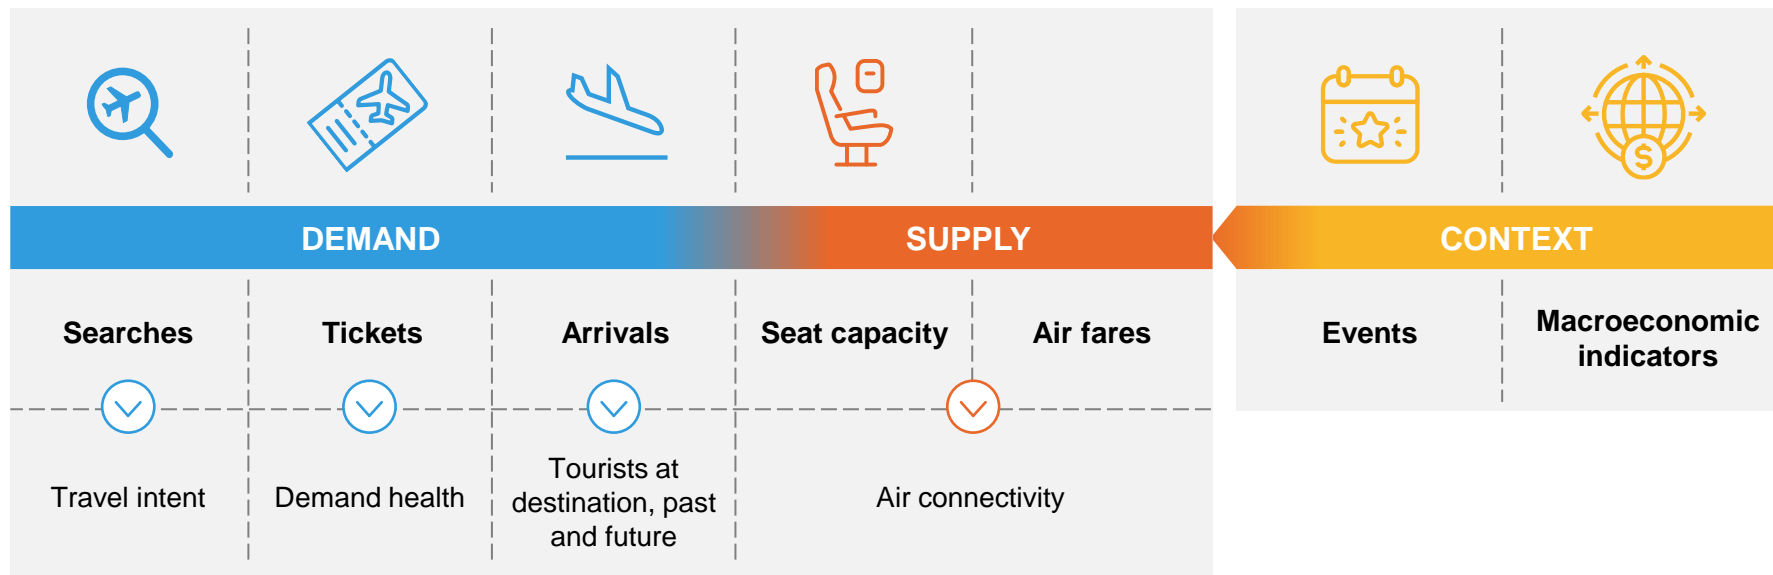 DEMAND
SUPPLY
CONTEXT
Searches
Tickets
Arrivals
Seat capacity
Air fares
Events
Macroeconomic
indicators
Travel intent
Demand health
Tourists at
destination, past
and future
Air connectivity
$